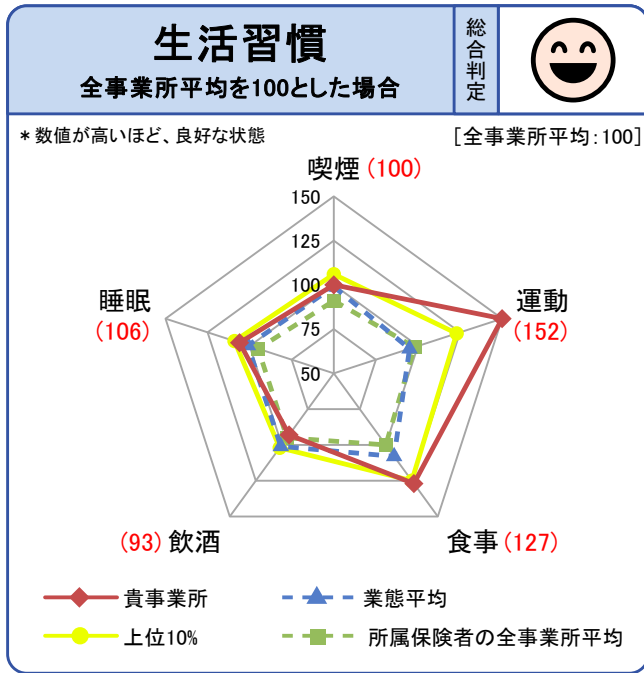 生活習慣
全事業所平均を100とした場合
総合判定
*数値が高いほど、良好な状態
[全事業所平均:100]
喫煙(100)
150
125
100
75
50
睡眠
(106)
運動
(152)
(93)飲酒
食事(127)
貴事業所
業態平均
上位10%
所属保険者の全事業所平均